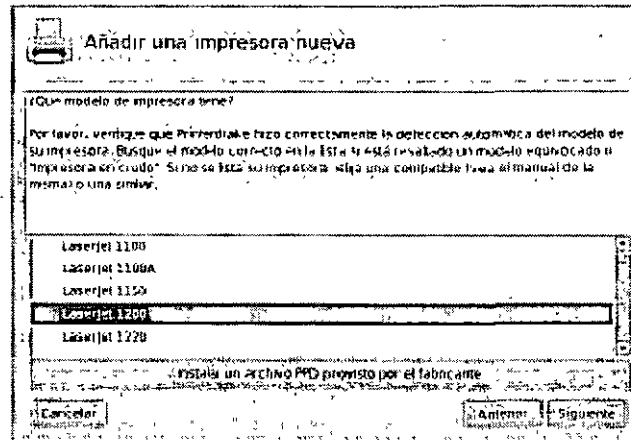 Añadir una impresora nueva
¿Qué modelo de impresora tiene?
Por favor, verifique que Printerdrake hizo correctamente la detección automática del modelo de
su impresora. Busque el modelo correcto en la lista si está resaltado un modelo equivocado o
"Impresora en crudo". Si no se lista su impresora, elija una compatible (vea el manual de la
misma) o una similar.
LaserJet 1100
LaserJet 1100A
LaserJet 1150
LaserJet 1200
LaserJet 1220
Instalar un archivo PPD provisto por el fabricante
Cancelar
Anterior
Siguiente